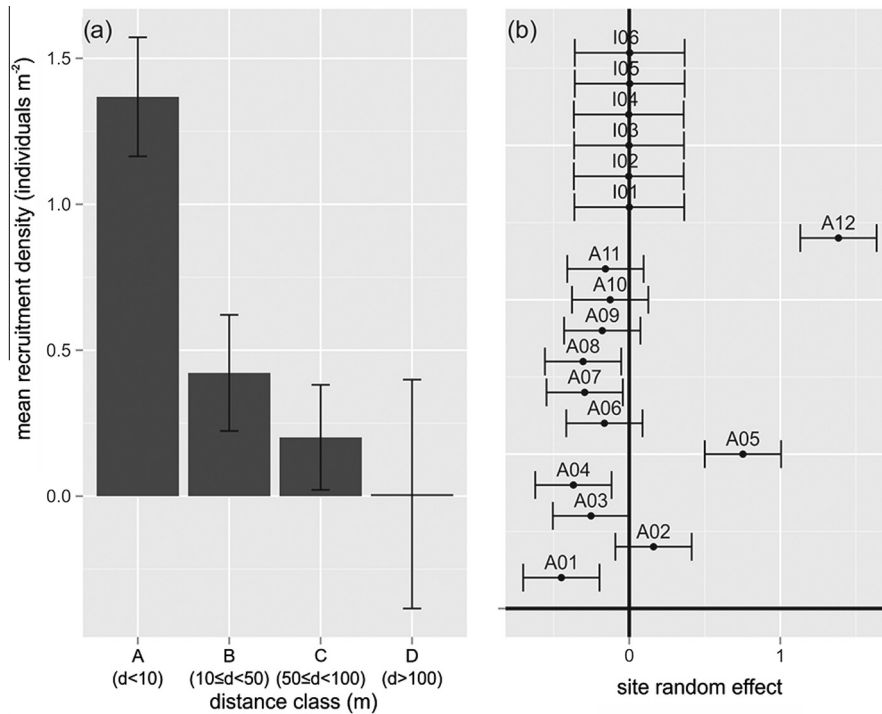 (a)
mean recruitment density (individuals m⁻²)
1.5
1.0
0.5
0.0
A
(d<10)
B
(10≤d<50)
C
(50≤d<100)
D
(d>100)
distance class (m)
(b)
I06
I05
I04
I03
I02
I01
A12
A11
A10
A09
A08
A07
A06
A05
A04
A03
A02
A01
0
1
site random effect